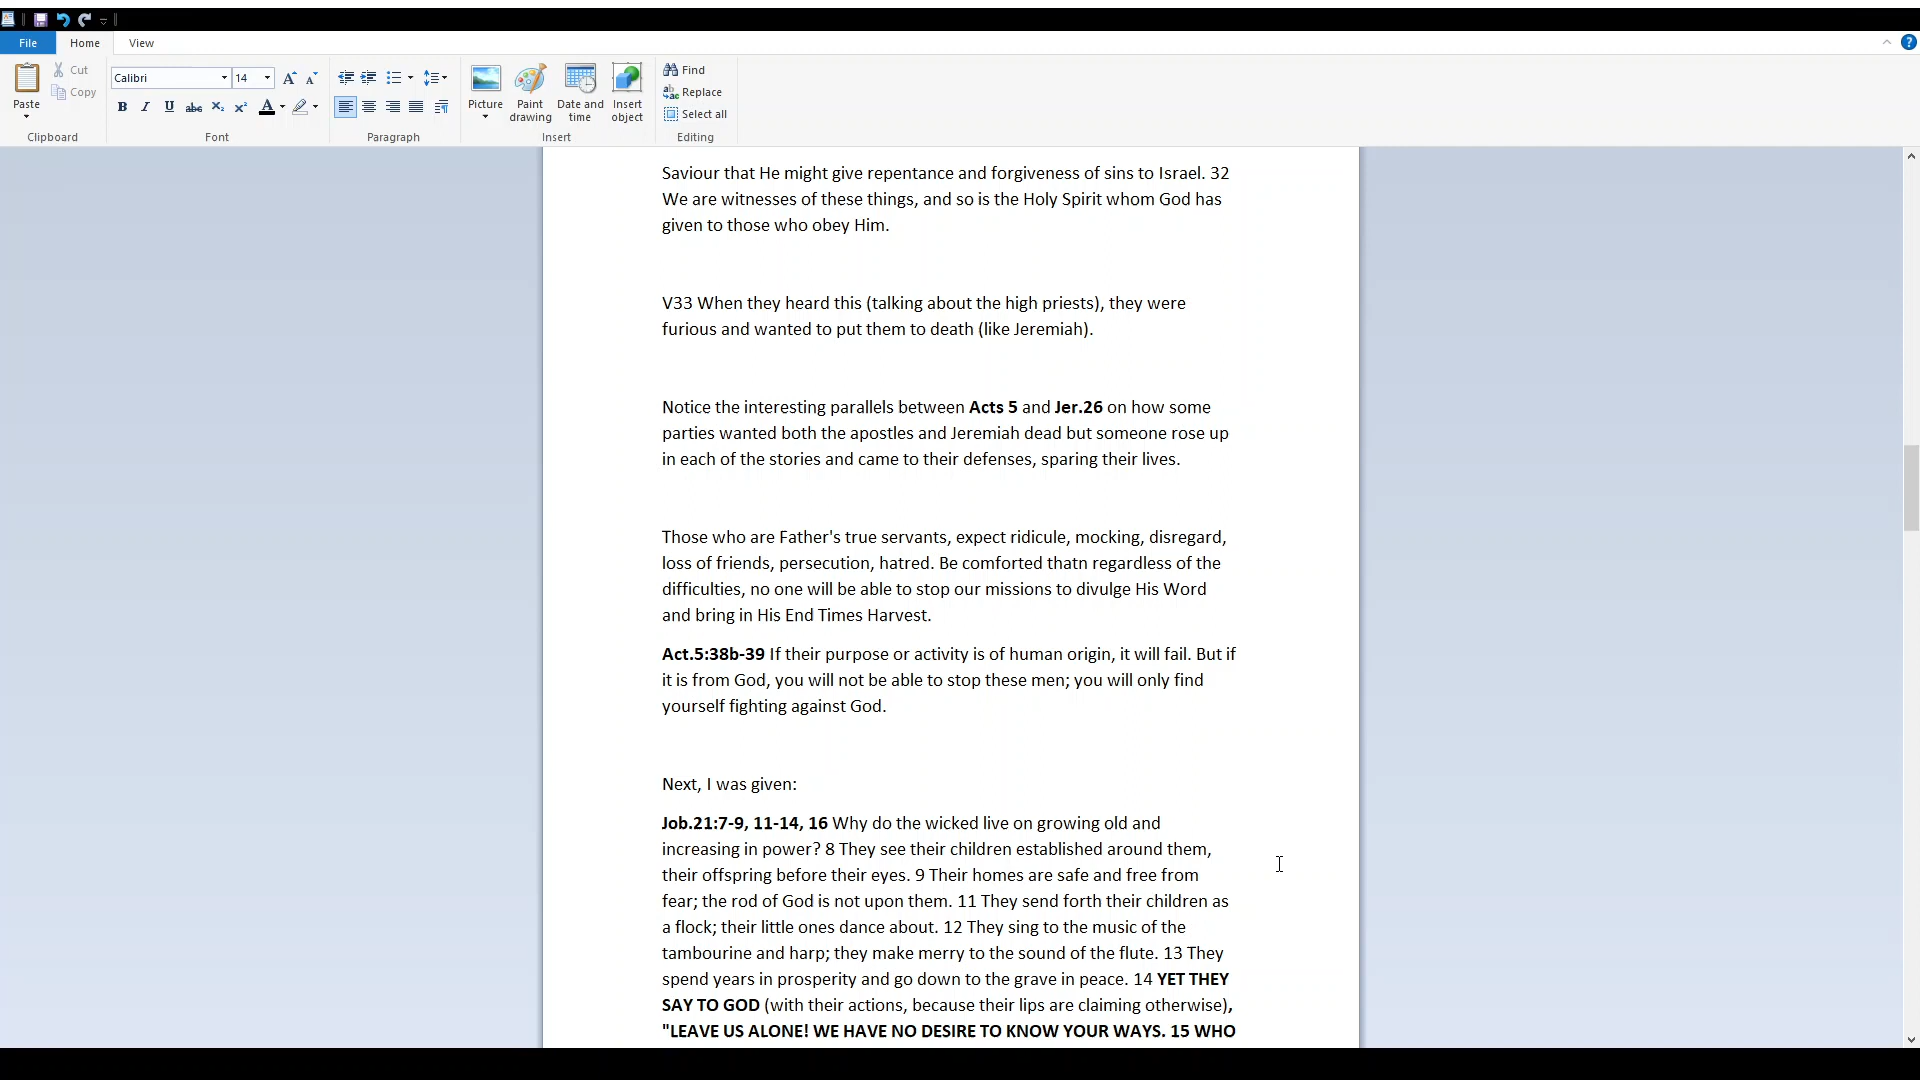 File Home View
Paste
Cut
Copy
Clipboard
Calibri 14
B I U abc X₂ X² A
Font
Paragraph
Picture
Paint drawing
Date and time
Insert object
Insert
Find
Replace
Select all
Editing
Saviour that He might give repentance and forgiveness of sins to Israel. 32
We are witnesses of these things, and so is the Holy Spirit whom God has
given to those who obey Him.
V33 When they heard this (talking about the high priests), they were
furious and wanted to put them to death (like Jeremiah).
Notice the interesting parallels between Acts 5 and Jer.26 on how some
parties wanted both the apostles and Jeremiah dead but someone rose up
in each of the stories and came to their defenses, sparing their lives.
Those who are Father's true servants, expect ridicule, mocking, disregard,
loss of friends, persecution, hatred. Be comforted thatn regardless of the
difficulties, no one will be able to stop our missions to divulge His Word
and bring in His End Times Harvest.
Act.5:38b-39 If their purpose or activity is of human origin, it will fail. But if
it is from God, you will not be able to stop these men; you will only find
yourself fighting against God.
Next, I was given:
Job.21:7-9, 11-14, 16 Why do the wicked live on growing old and
increasing in power? 8 They see their children established around them,
their offspring before their eyes. 9 Their homes are safe and free from
fear; the rod of God is not upon them. 11 They send forth their children as
a flock; their little ones dance about. 12 They sing to the music of the
tambourine and harp; they make merry to the sound of the flute. 13 They
spend years in prosperity and go down to the grave in peace. 14 YET THEY
SAY TO GOD (with their actions, because their lips are claiming otherwise),
"LEAVE US ALONE! WE HAVE NO DESIRE TO KNOW YOUR WAYS. 15 WHO